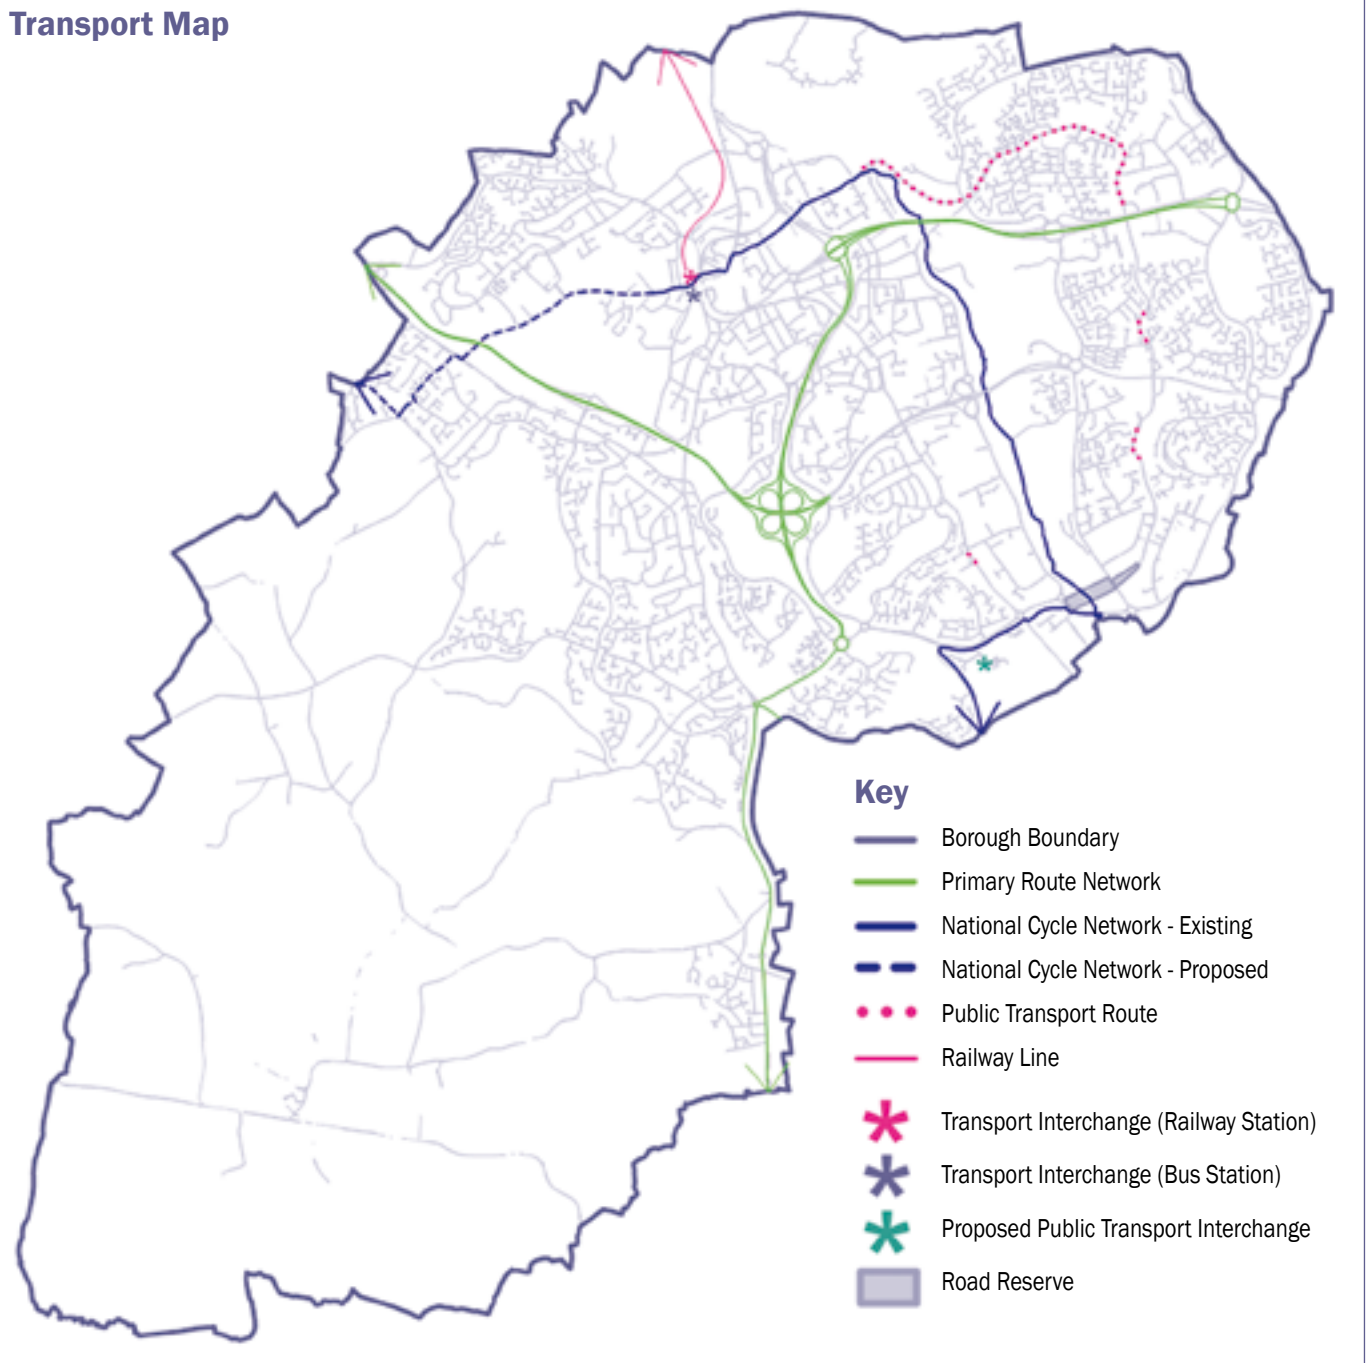 Transport Map
Key
Borough Boundary
Primary Route Network
National Cycle Network - Existing
National Cycle Network - Proposed
Public Transport Route
Railway Line
Transport Interchange (Railway Station)
Transport Interchange (Bus Station)
Proposed Public Transport Interchange
Road Reserve